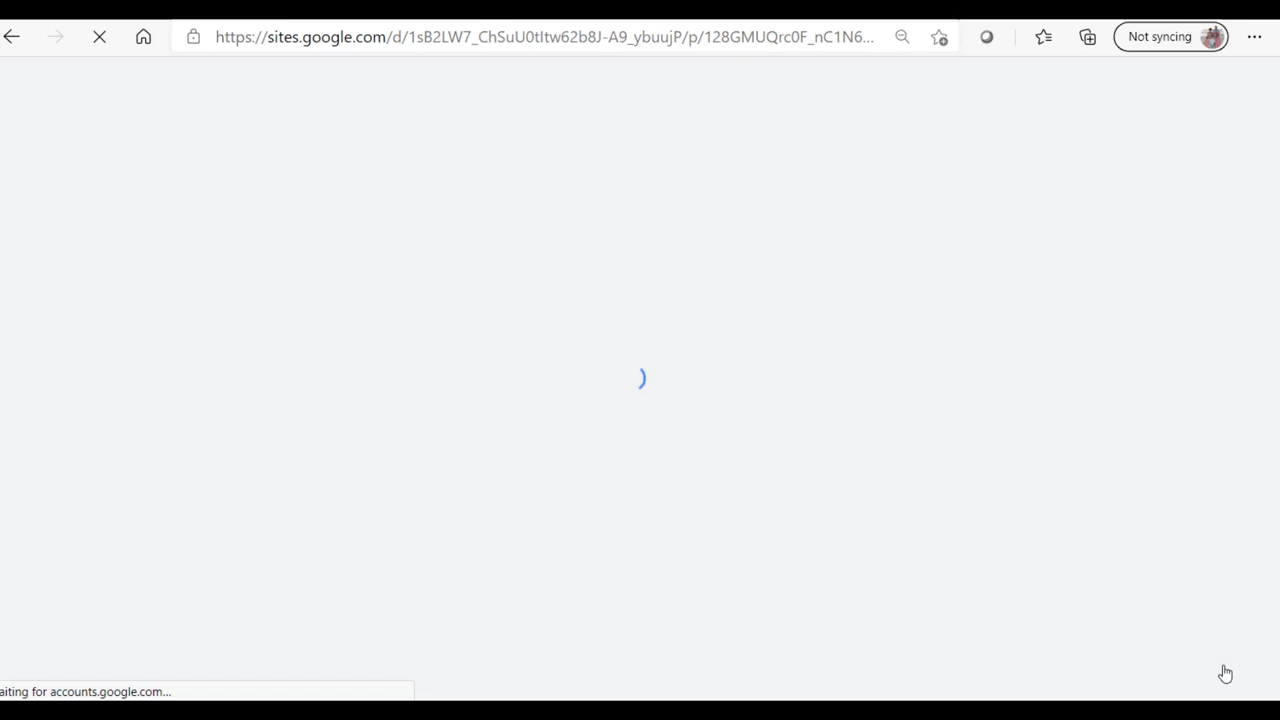 https://sites.google.com/d/1sB2LW7_ChSuU0tItw62b8J-A9_ybuujP/p/128GMUQrc0F_nC1N6...
Not syncing
aiting for accounts.google.com...